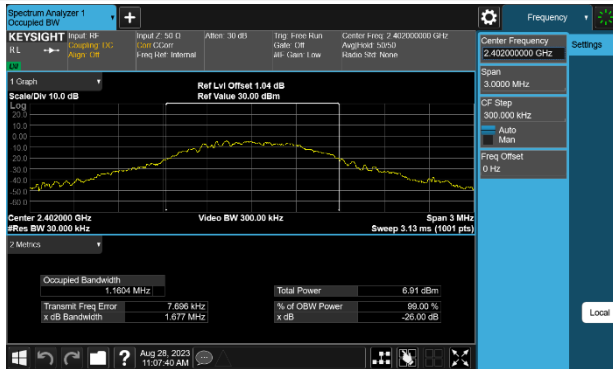 Spectrum Analyzer 1
Occupied BW
+
Frequency
KEYSIGHT
RL
Input: RF
Coupling: DC
Align: Off
Input Z: 50 Ω
Corr CCorr
Freq Ref: Internal
Atten: 30 dB
Trig: Free Run
Gate: Off
#IF Gain: Low
Center Freq: 2.402000000 GHz
Avg|Hold: 50/50
Radio Std: None
Center Frequency
2.402000000 GHz
Settings
Span
3.0000 MHz
CF Step
300.000 kHz
Auto
Man
Freq Offset
0 Hz
Local
1 Graph
Scale/Div 10.0 dB
Ref Lvl Offset 1.04 dB
Ref Value 30.00 dBm
Log
20.0
10.0
0.00
-10.0
-20.0
-30.0
-40.0
-50.0
-60.0
Center 2.402000 GHz
#Res BW 30.000 kHz
Video BW 300.00 kHz
Span 3 MHz
Sweep 3.13 ms (1001 pts)
2 Metrics
Occupied Bandwidth
1.1604 MHz
Total Power 6.91 dBm
Transmit Freq Error 7.696 kHz
% of OBW Power 99.00 %
x dB Bandwidth 1.677 MHz
x dB -26.00 dB
?
Aug 28, 2023
11:07:40 AM